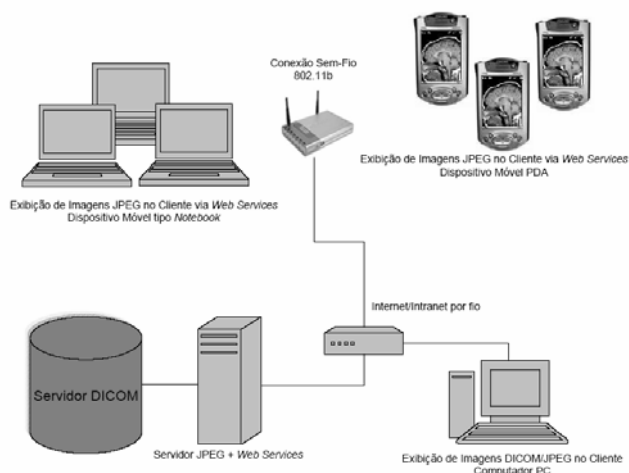 Conexão Sem-Fio
802.11b
Exibição de Imagens JPEG no Cliente via Web Services
Dispositivo Móvel PDA
Exibição de Imagens JPEG no Cliente via Web Services
Dispositivo Móvel tipo Notebook
Internet/Intranet por fio
Servidor DICOM
Servidor JPEG + Web Services
Exibição de Imagens DICOM/JPEG no Cliente
Computador PC